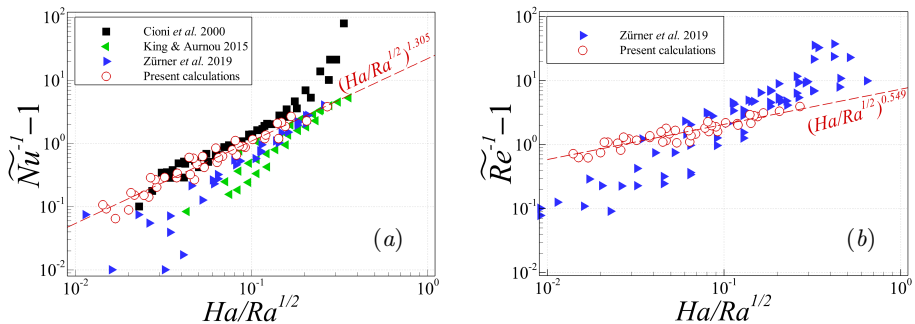 10^2
10^1
10^0
10^-1
10^-2
Ñu^-1−1
Cioni et al. 2000
King & Aurnou 2015
Zürner et al. 2019
Present calculations
(Ha/Ra^1/2)^1.305
(a)
10^-2
10^-1
10^0
Ha/Ra^1/2
10^2
10^1
10^0
10^-1
10^-2
R̃e^-1−1
Zürner et al. 2019
Present calculations
(Ha/Ra^1/2)^0.549
(b)
10^-2
10^-1
10^0
Ha/Ra^1/2